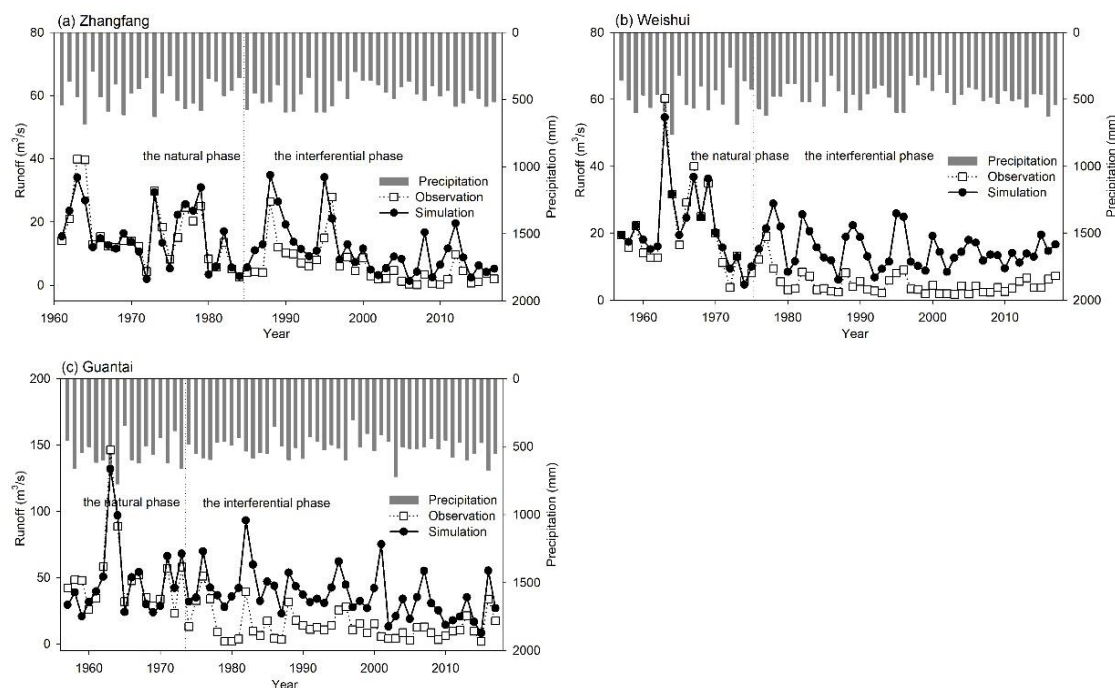 (a) Zhangfang
80
60
40
20
0
Runoff (m³/s)
0
500
1000
1500
2000
Precipitation (mm)
the natural phase
the interferential phase
Precipitation
Observation
Simulation
1960
1970
1980
1990
2000
2010
Year
(b) Weishui
80
60
40
20
0
Runoff (m³/s)
0
500
1000
1500
2000
Precipitation (mm)
the natural phase
the interferential phase
Precipitation
Observation
Simulation
1960
1970
1980
1990
2000
2010
Year
(c) Guantai
200
150
100
50
0
Runoff (m³/s)
0
500
1000
1500
2000
Precipitation (mm)
the natural phase
the interferential phase
Precipitation
Observation
Simulation
1960
1970
1980
1990
2000
2010
Year